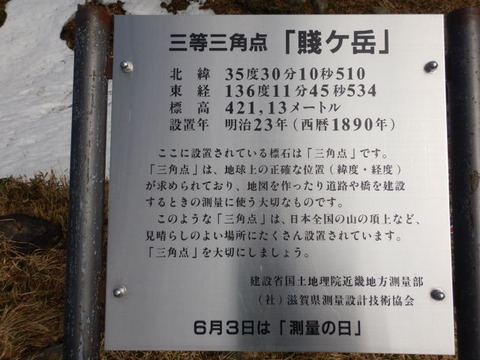 三等三角点「賤ケ岳」
北緯 35度30分10秒510
東経 136度11分45秒534
標高 421,13メートル
設置年 明治23年（西暦1890年）
ここに設置されている標石は「三角点」です。
「三角点」は、地球上の正確な位置（緯度・経度）
が求められており、地図を作ったり道路や橋を建設
するときの測量に使う大切なものです。
このような「三角点」は、日本全国の山の頂上など、
見晴らしのよい場所にたくさん設置されています。
「三角点」を大切にしましょう。
建設省国土地理院近畿地方測量部
（社）滋賀県測量設計技術協会
6月3日は「測量の日」